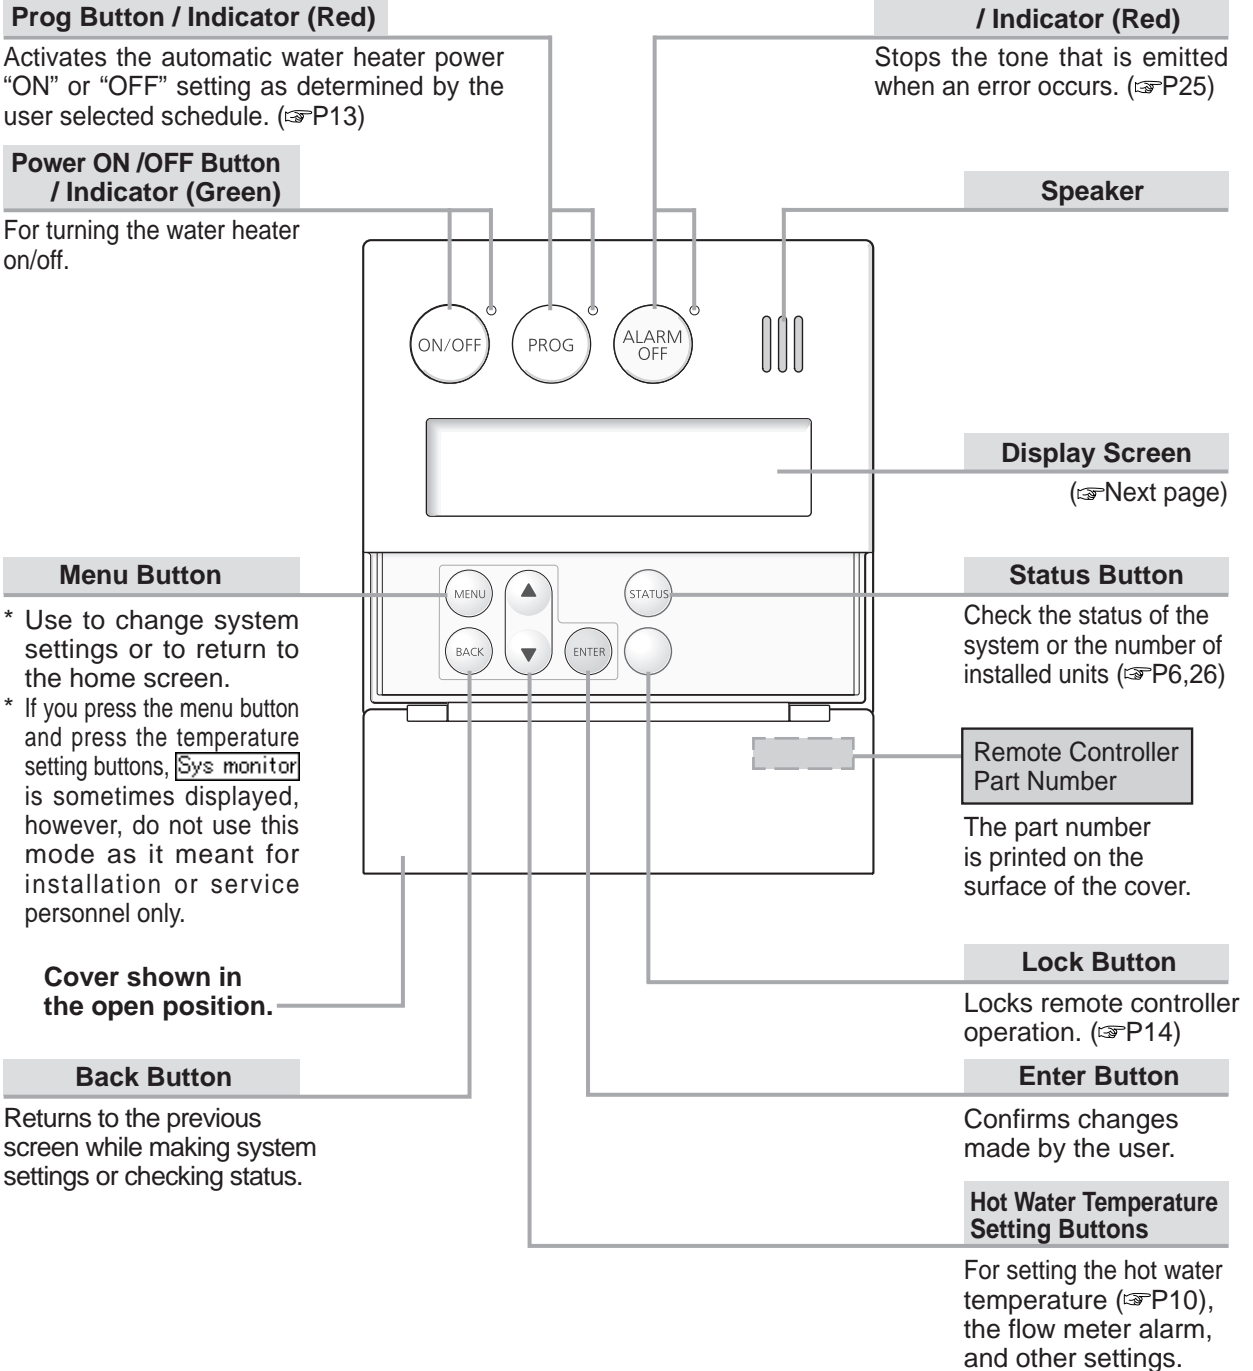 Prog Button / Indicator (Red)
Activates the automatic water heater power
“ON” or “OFF” setting as determined by the
user selected schedule. (☞P13)
/ Indicator (Red)
Stops the tone that is emitted
when an error occurs. (☞P25)
Power ON /OFF Button
/ Indicator (Green)
For turning the water heater
on/off.
Speaker
ON/OFF
PROG
ALARM
OFF
Display Screen
(☞Next page)
Menu Button
* Use to change system
settings or to return to
the home screen.
* If you press the menu button
and press the temperature
setting buttons, Sys monitor
is sometimes displayed,
however, do not use this
mode as it meant for
installation or service
personnel only.
MENU
▲
STATUS
BACK
▼
ENTER
Status Button
Check the status of the
system or the number of
installed units (☞P6,26)
Remote Controller
Part Number
The part number
is printed on the
surface of the cover.
Cover shown in
the open position.
Lock Button
Locks remote controller
operation. (☞P14)
Back Button
Returns to the previous
screen while making system
settings or checking status.
Enter Button
Confirms changes
made by the user.
Hot Water Temperature
Setting Buttons
For setting the hot water
temperature (☞P10),
the flow meter alarm,
and other settings.